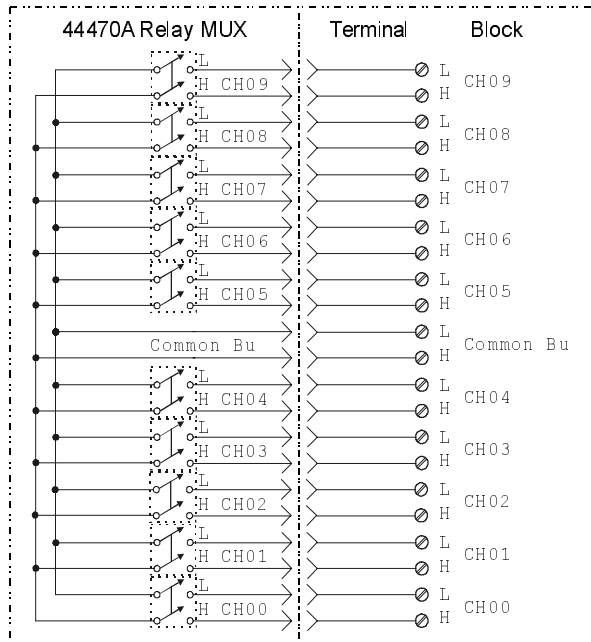 44470A Relay MUX Terminal Block
L L
H CH09 H CH09
L L
H CH08 H CH08
L L
H CH07 H CH07
L L
H CH06 H CH06
L L
H CH05 H CH05
L
Common Bu H Common Bu
L L
H CH04 H CH04
L L
H CH03 H CH03
L L
H CH02 H CH02
L L
H CH01 H CH01
L L
H CH00 H CH00